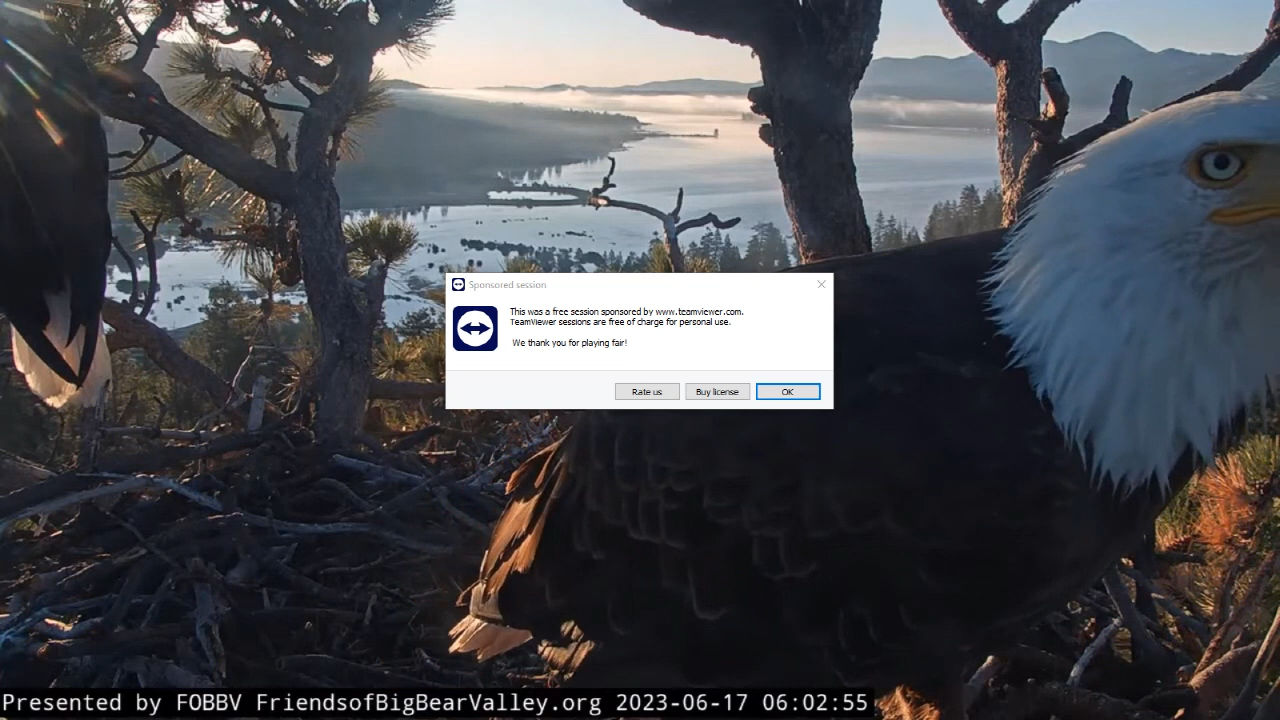 Sponsored session
This was a free session sponsored by www.teamviewer.com.
TeamViewer sessions are free of charge for personal use.
We thank you for playing fair!
Rate us
Buy license
OK
Presented by FOBBV FriendsofBigBearValley.org 2023-06-17 06:02:55